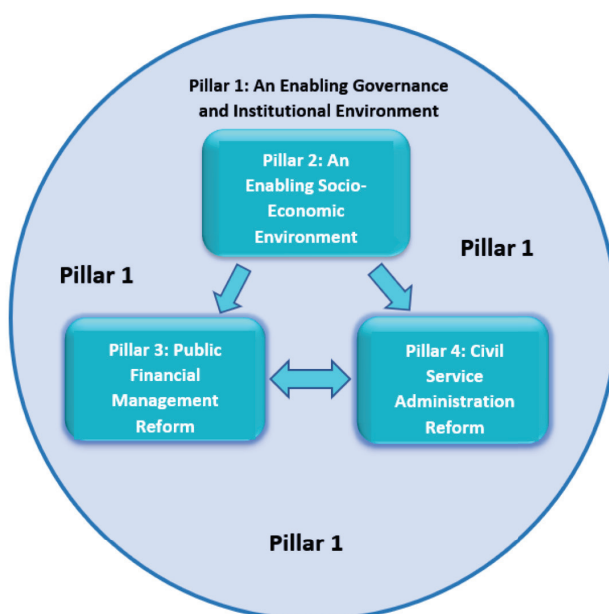 Pillar 1: An Enabling Governance
and Institutional Environment
Pillar 2: An
Enabling Socio-
Economic
Environment
Pillar 1
Pillar 1
Pillar 3: Public
Financial
Management
Reform
Pillar 4: Civil
Service
Administration
Reform
Pillar 1